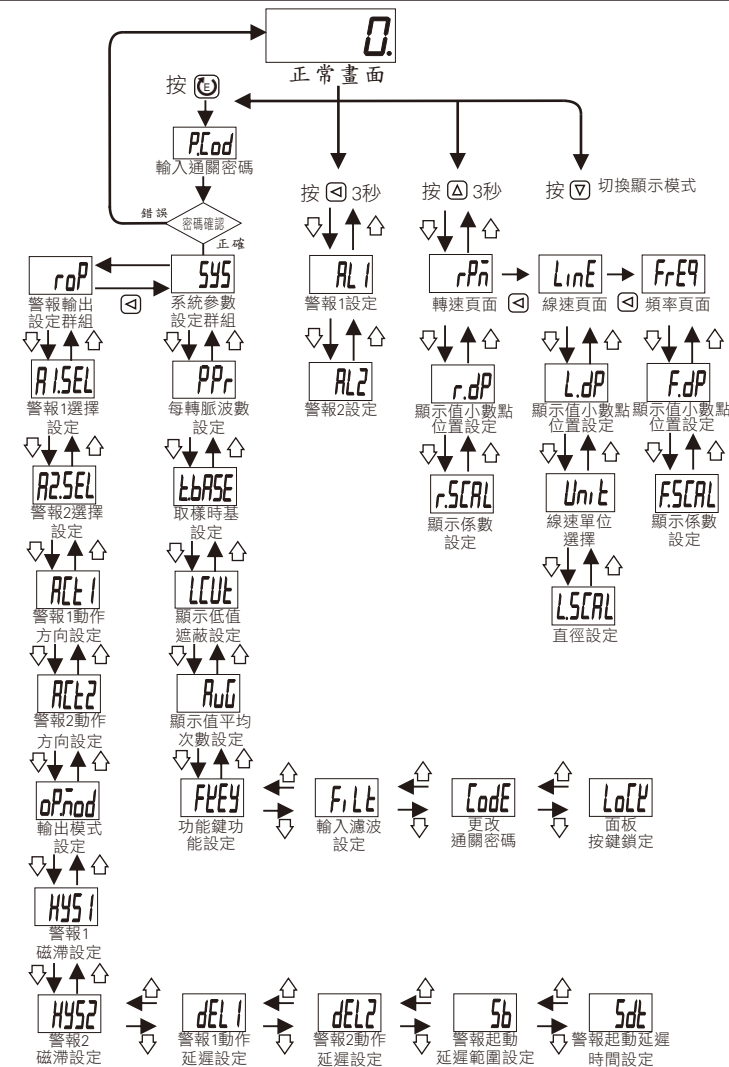 0.
正常畫面
按 E
P.Cod
輸入通關密碼
錯誤
密碼確認
正確
按 3秒
按 3秒
按 切換顯示模式
roP
警報輸出
設定群組
SYS
系統參數
設定群組
AL1
警報1設定
rPm
轉速頁面
LinE
線速頁面
FrEq
頻率頁面
A1.SEL
警報1選擇
設定
PPr
每轉脈波數
設定
AL2
警報2設定
r.dP
顯示值小數點
位置設定
L.dP
顯示值小數點
位置設定
F.dP
顯示值小數點
位置設定
A2.SEL
警報2選擇
設定
t.bASE
取樣時基
設定
r.SCAL
顯示係數
設定
Unit
線速單位
選擇
F.SCAL
顯示係數
設定
ACt1
警報1動作
方向設定
LCUt
顯示低值
遮蔽設定
L.SCAL
直徑設定
ACt2
警報2動作
方向設定
AvG
顯示值平均
次數設定
oP.mod
輸出模式
設定
FKEY
功能鍵功
能設定
FiLt
輸入濾波
設定
CodE
更改
通關密碼
LoCK
面板
按鍵鎖定
HYS1
警報1
磁滯設定
HYS2
警報2
磁滯設定
dEL1
警報1動作
延遲設定
dEL2
警報2動作
延遲設定
Sb
警報起動
延遲範圍設定
Sdt
警報起動延遲
時間設定